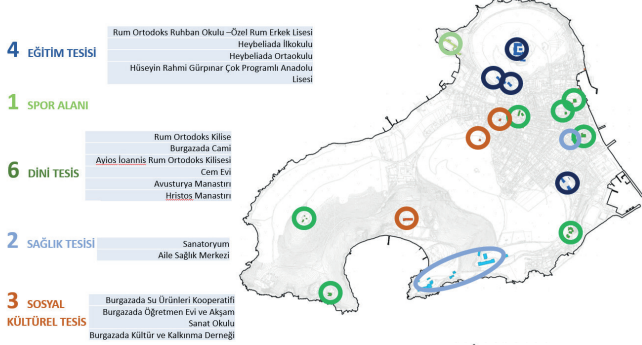 4 EĞİTİM TESİSİ
Rum Ortodoks Ruhban Okulu –Özel Rum Erkek Lisesi
Heybeliada İlkokulu
Heybeliada Ortaokulu
Hüseyin Rahmi Gürpınar Çok Programlı Anadolu
Lisesi
1 SPOR ALANI
6 DİNİ TESİS
Rum Ortodoks Kilise
Burgazada Cami
Ayios İoannis Rum Ortodoks Kilisesi
Cem Evi
Avusturya Manastırı
Hristos Manastırı
2 SAĞLIK TESİSİ
Sanatoryum
Aile Sağlık Merkezi
3 SOSYAL
KÜLTÜREL TESİS
Burgazada Su Ürünleri Kooperatifi
Burgazada Öğretmen Evi ve Akşam
Sanat Okulu
Burgazada Kültür ve Kalkınma Derneği